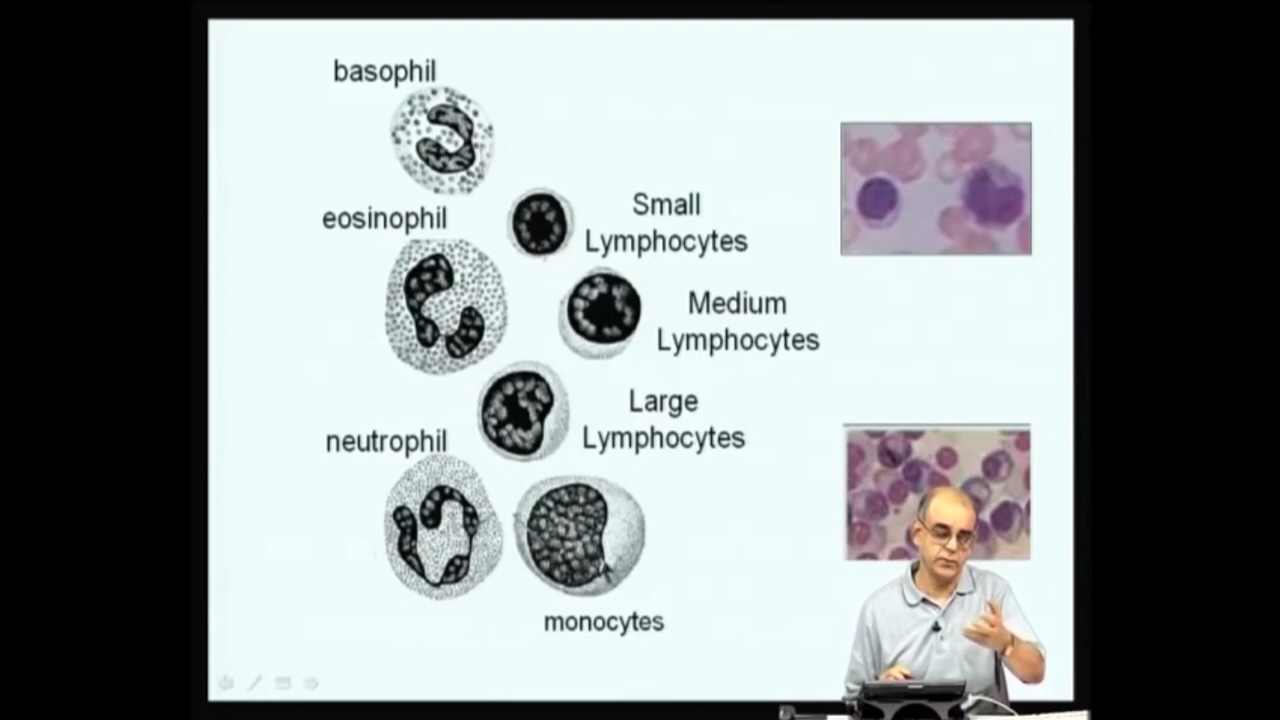 basophil
eosinophil
Small
Lymphocytes
Medium
Lymphocytes
Large
Lymphocytes
neutrophil
monocytes